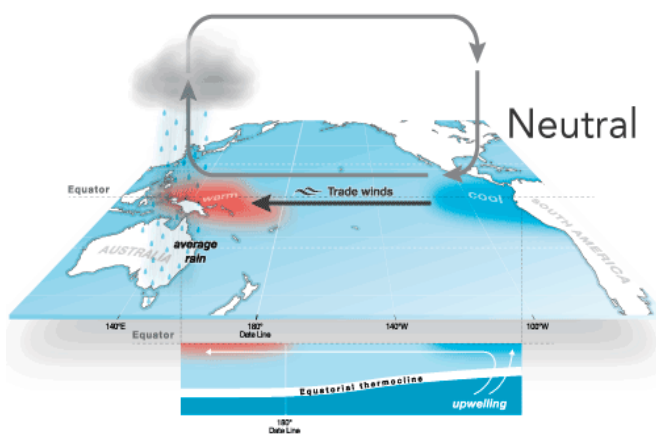 Neutral
Equator
warm
Trade winds
cool
AUSTRALIA
average
rain
SOUTH AMERICA
140°E
180°
Date Line
140°W
100°W
Equator
Equatorial thermocline
upwelling
180°
Date Line